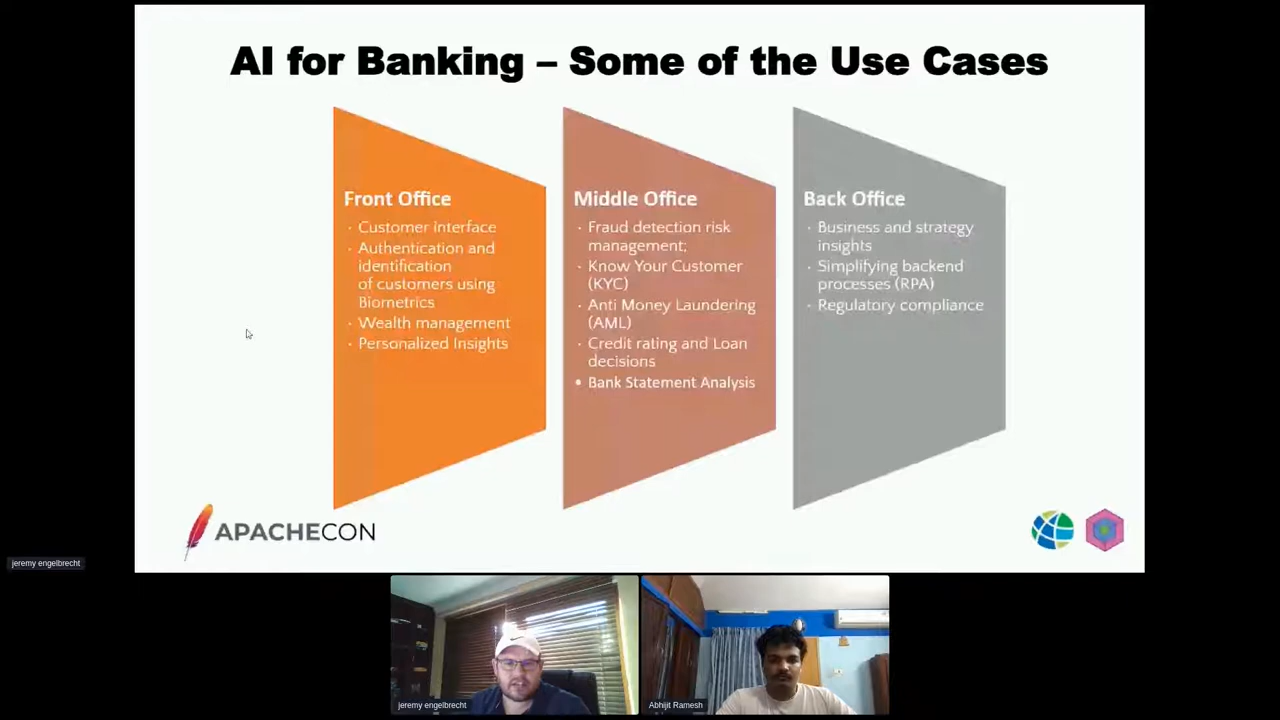 AI for Banking – Some of the Use Cases
Front Office
· Customer interface
· Authentication and
identification
of customers using
Biometrics
· Wealth management
· Personalized Insights
Middle Office
· Fraud detection risk
management;
· Know Your Customer
(KYC)
· Anti Money Laundering
(AML)
· Credit rating and Loan
decisions
• Bank Statement Analysis
Back Office
· Business and strategy
insights
· Simplifying backend
processes (RPA)
· Regulatory compliance
APACHECON
jeremy engelbrecht
jeremy engelbrecht
Abhijit Ramesh